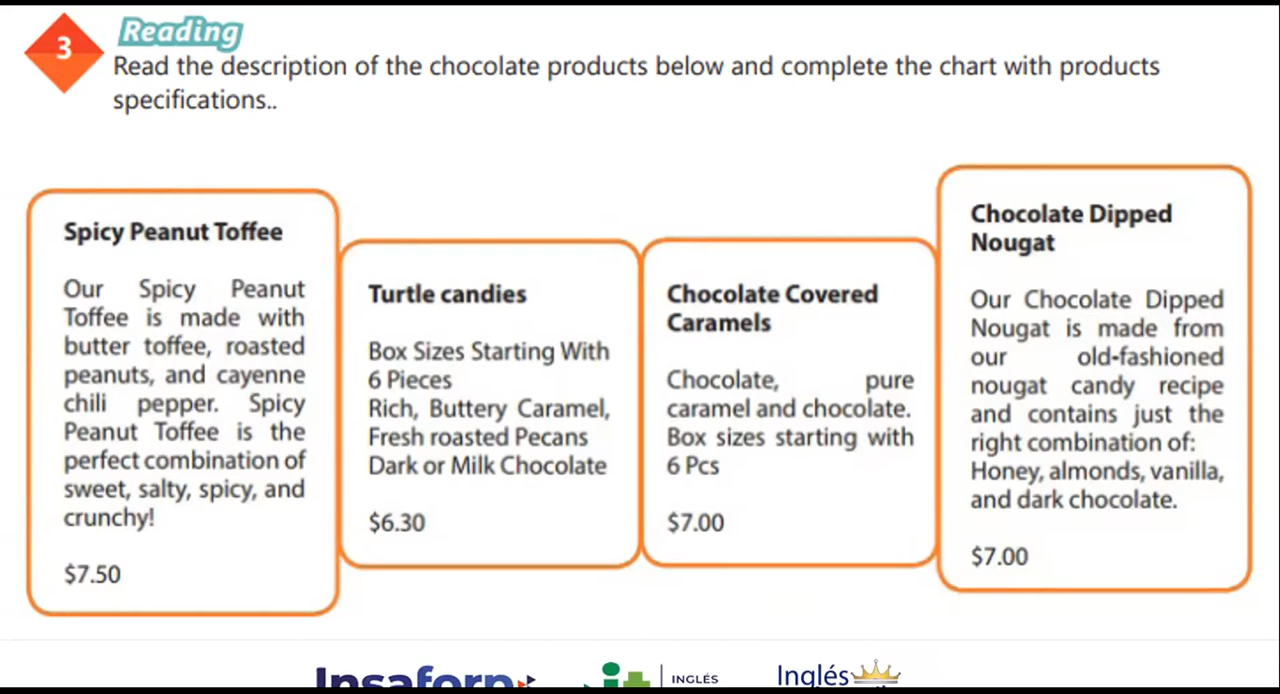 3
Reading
Read the description of the chocolate products below and complete the chart with products
specifications..
Spicy Peanut Toffee
Our Spicy Peanut
Toffee is made with
butter toffee, roasted
peanuts, and cayenne
chili pepper. Spicy
Peanut Toffee is the
perfect combination of
sweet, salty, spicy, and
crunchy!
$7.50
Turtle candies
Box Sizes Starting With
6 Pieces
Rich, Buttery Caramel,
Fresh roasted Pecans
Dark or Milk Chocolate
$6.30
Chocolate Covered
Caramels
Chocolate, pure
caramel and chocolate.
Box sizes starting with
6 Pcs
$7.00
Chocolate Dipped
Nougat
Our Chocolate Dipped
Nougat is made from
our old-fashioned
nougat candy recipe
and contains just the
right combination of:
Honey, almonds, vanilla,
and dark chocolate.
$7.00
Insaforp
INGLÉS
Inglés